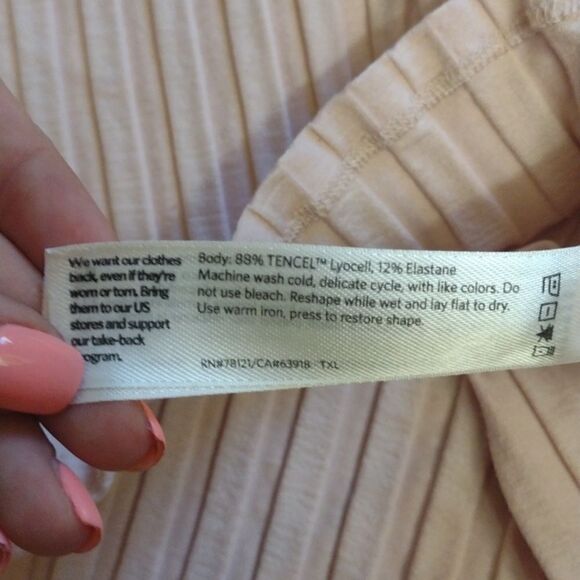 We want our clothes
back, even if they're
worn or torn. Bring
them to our US
stores and support
our take-back
ogram.
Body: 88% TENCEL™ Lyocell, 12% Elastane
Machine wash cold, delicate cycle, with like colors. Do
not use bleach. Reshape while wet and lay flat to dry.
Use warm iron, press to restore shape.
RN#78121/CA#63918 TXL